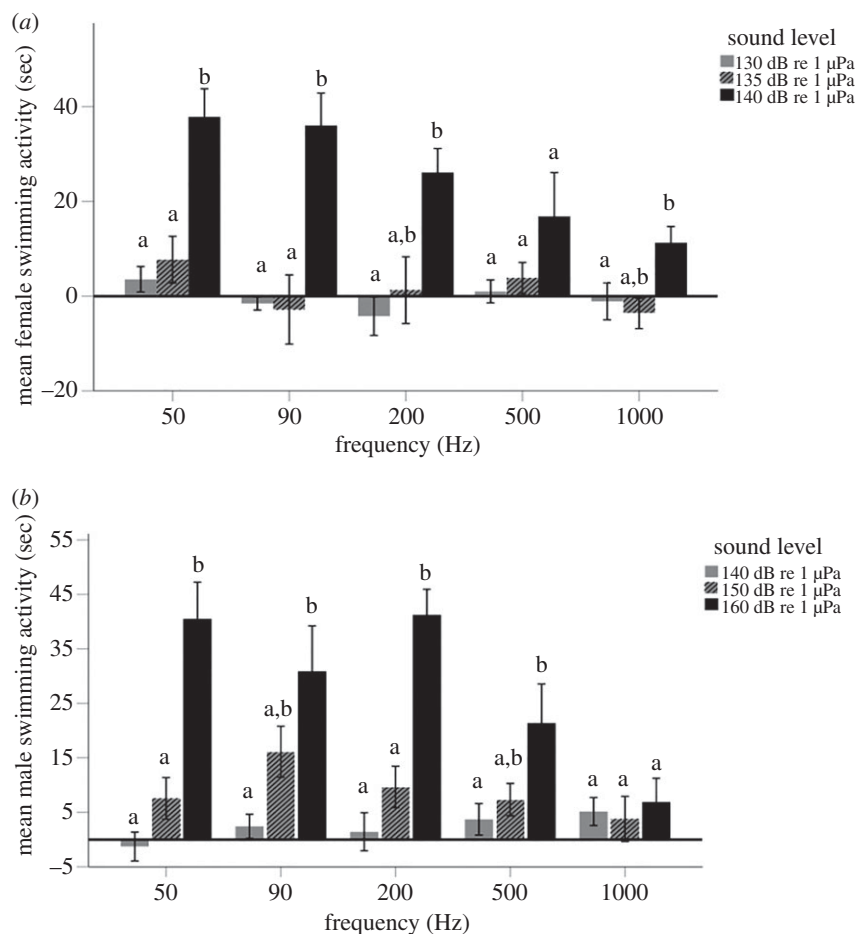 (a)
sound level
130 dB re 1 µPa
135 dB re 1 µPa
140 dB re 1 µPa
mean female swimming activity (sec)
40
20
0
–20
a a b
a a b
a a,b b
a a a
a a,b b
50 90 200 500 1000
frequency (Hz)
(b)
sound level
140 dB re 1 µPa
150 dB re 1 µPa
160 dB re 1 µPa
mean male swimming activity (sec)
55
45
35
25
15
5
–5
a a b
a a,b b
a a b
a a,b b
a a a
50 90 200 500 1000
frequency (Hz)